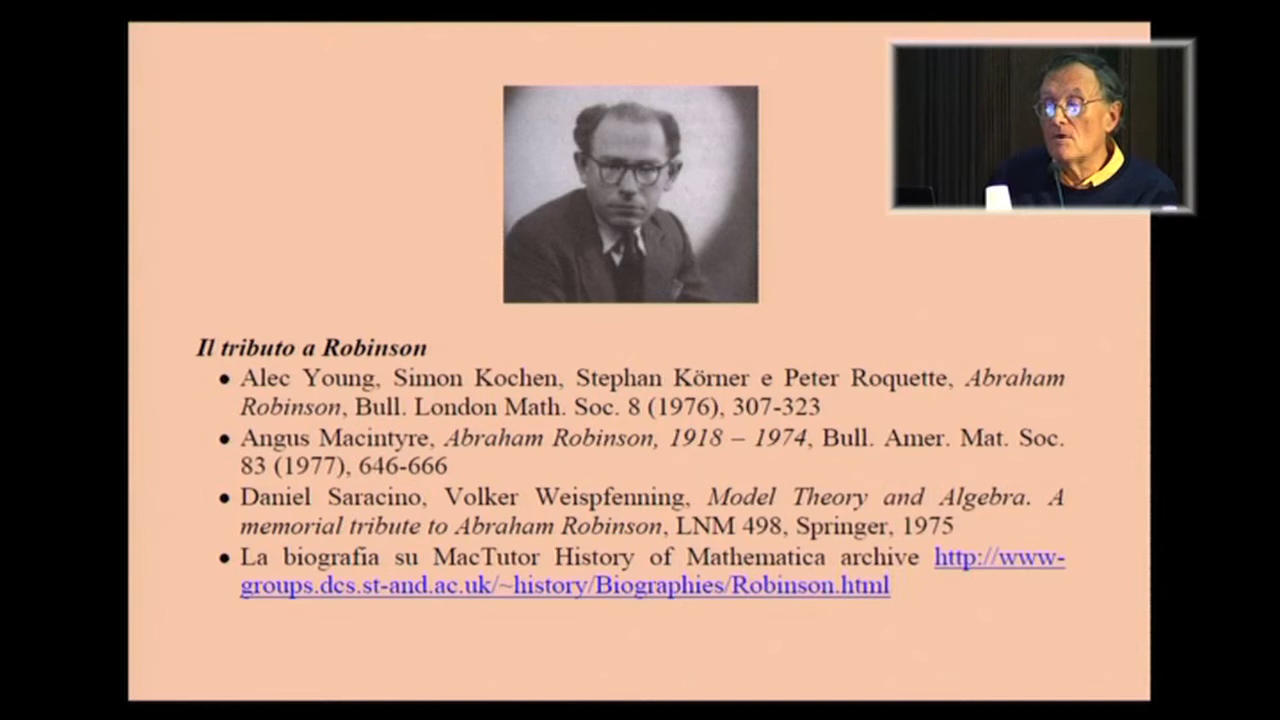 Il tributo a Robinson
● Alec Young, Simon Kochen, Stephan Körner e Peter Roquette, Abraham
Robinson, Bull. London Math. Soc. 8 (1976), 307-323
● Angus Macintyre, Abraham Robinson, 1918 – 1974, Bull. Amer. Mat. Soc.
83 (1977), 646-666
● Daniel Saracino, Volker Weispfenning, Model Theory and Algebra. A
memorial tribute to Abraham Robinson, LNM 498, Springer, 1975
● La biografia su MacTutor History of Mathematica archive http://www-
groups.dcs.st-and.ac.uk/~history/Biographies/Robinson.html